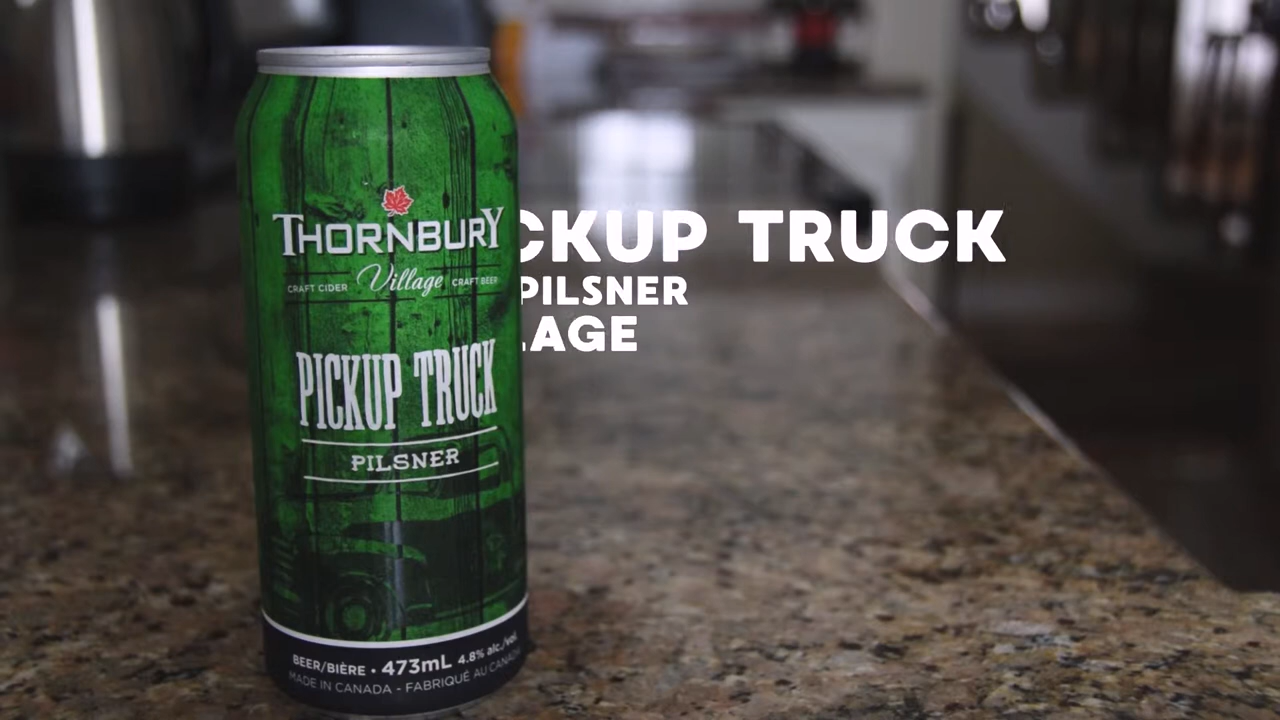 THORNBURY
CRAFT CIDER Village CRAFT BEER
PICKUP TRUCK
PILSNER
BEER/BIÈRE • 473mL 4.8% alc./vol.
MADE IN CANADA - FABRIQUÉ AU CANADA
CKUP TRUCK
PILSNER
LAGE